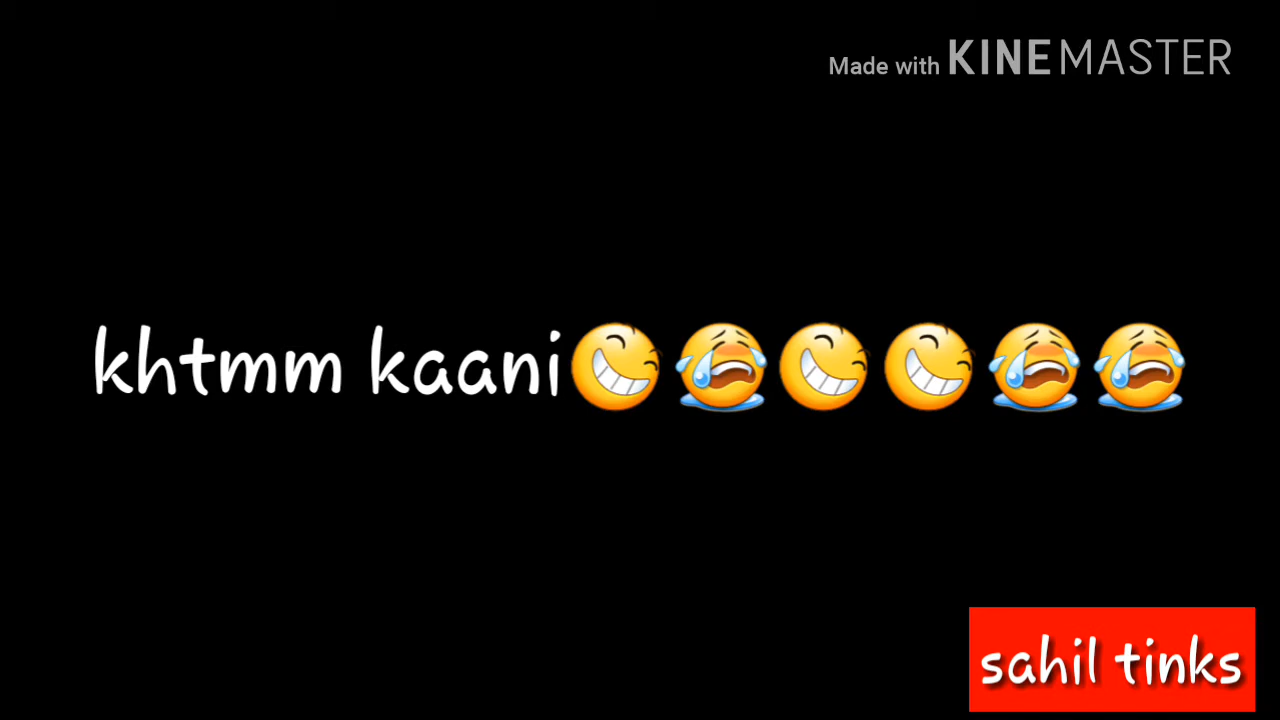 Made with KINEMASTER
khtmm kaani😆😭😆😆😭😭
sahil tinks